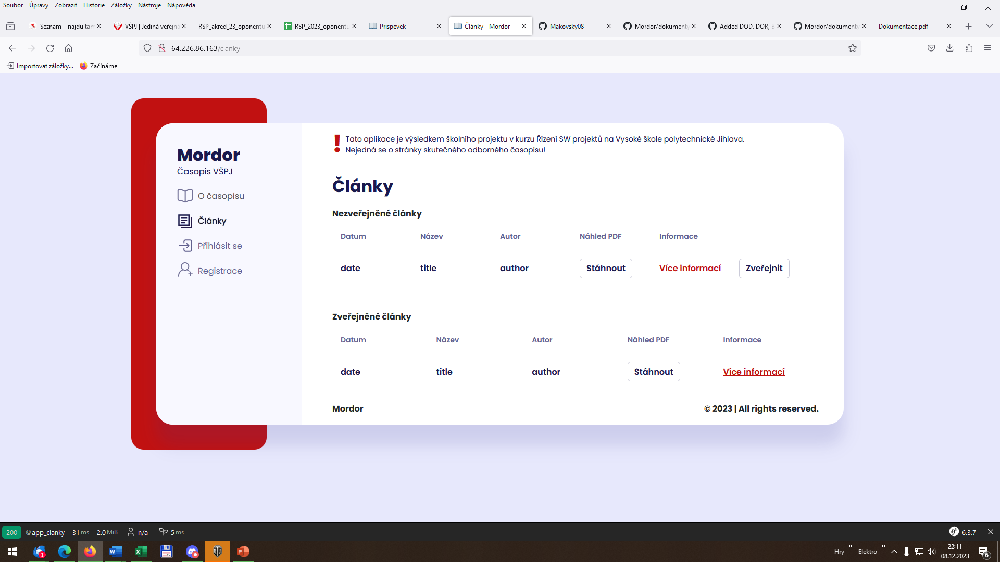 Soubor Úpravy Zobrazit Historie Záložky Nástroje Nápověda
Seznam – najdu tam VŠPJ | Jediná veřejná RSP_akred_23_oponentu RSP_2023_oponentu Prispevek Články - Mordor Makovsky08 Mordor/dokumenty Added DOD, DOR, Mordor/dokumenty Dokumentace.pdf
64.226.86.163/clanky
Importovat záložky... Začínáme
Tato aplikace je výsledkem školního projektu v kurzu Řízení SW projektů na Vysoké škole polytechnické Jihlava.
Nejedná se o stránky skutečného odborného časopisu!
Mordor
Časopis VŠPJ
O časopisu
Články
Přihlásit se
Registrace
Články
Nezveřejněné články
Datum Název Autor Náhled PDF Informace
date title author Stáhnout Více informací Zveřejnit
Zveřejněné články
Datum Název Autor Náhled PDF Informace
date title author Stáhnout Více informací
Mordor © 2023 | All rights reserved.
200 @app_clanky 31 ms 2.0 MiB n/a 5 ms 6.3.7
1 Hry » Elektro » 22:11
08.12.2023 6